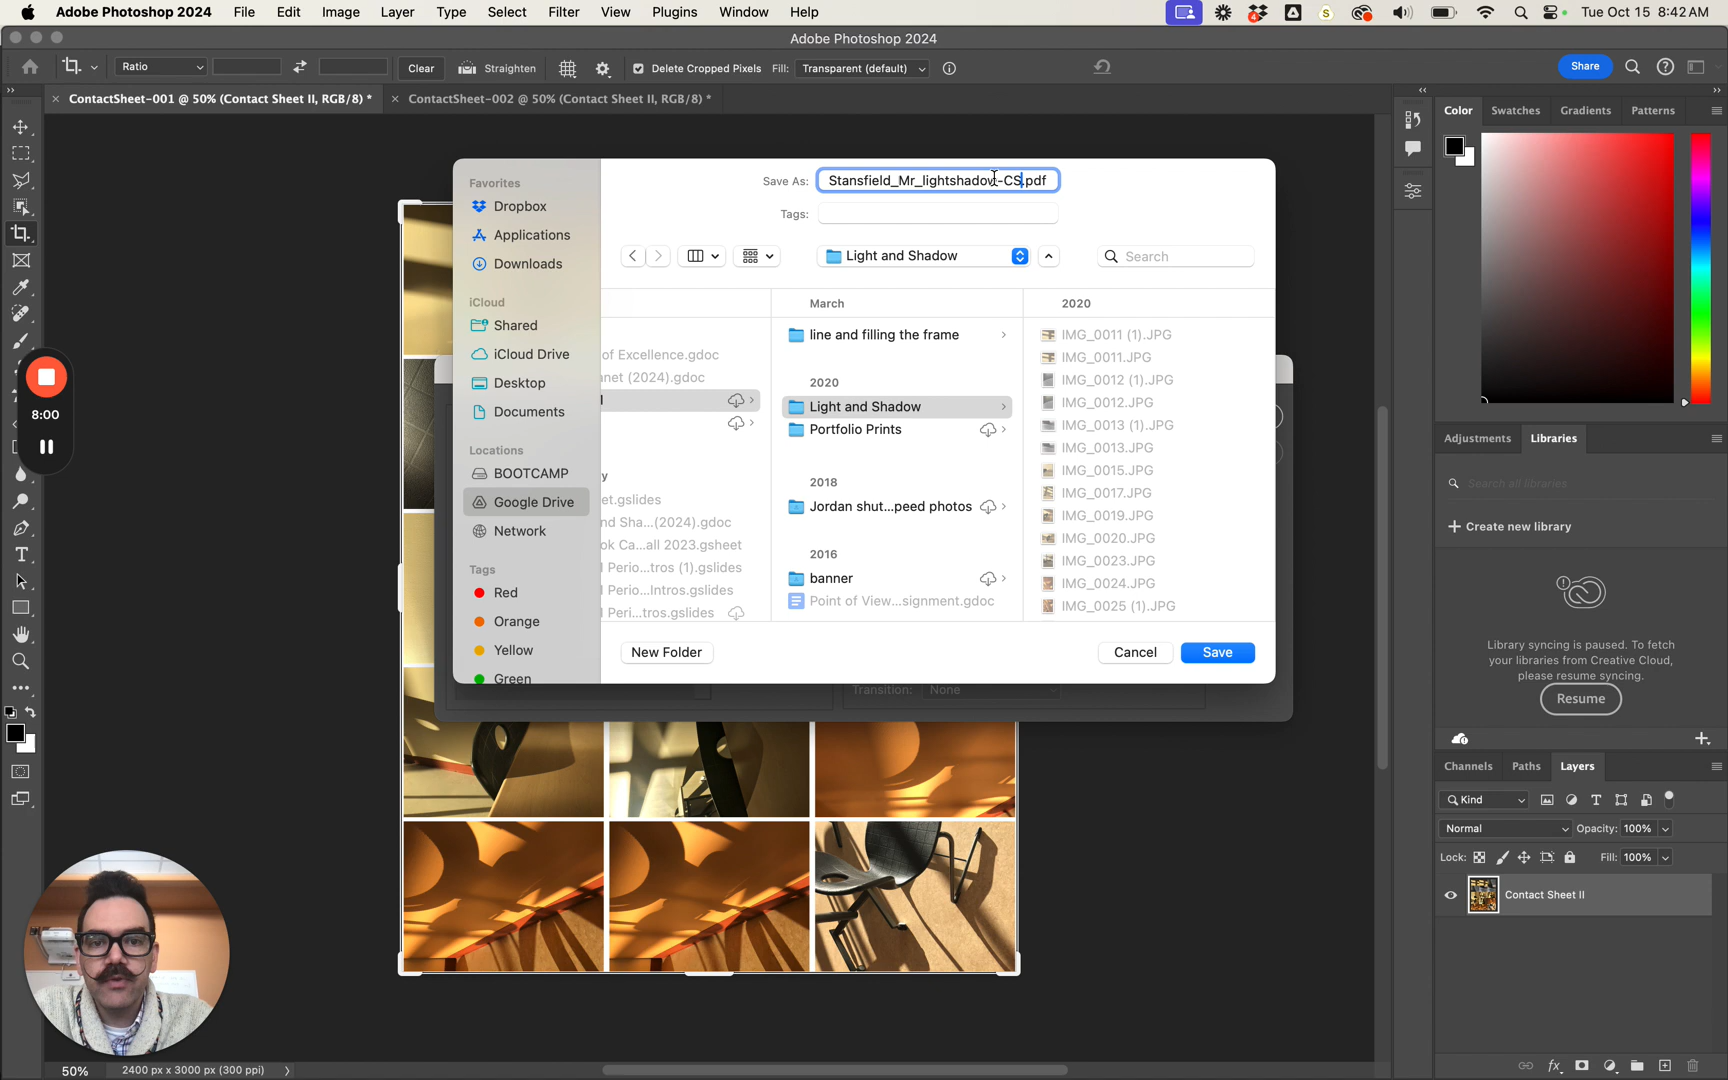 Adobe Photoshop 2024 File Edit Image Layer Type Select Filter View Plugins Window Help
4 S Tue Oct 15 8:42 AM
Adobe Photoshop 2024
Ratio Clear Straighten Delete Cropped Pixels Fill: Transparent (default) Share
ContactSheet-001 @ 50% (Contact Sheet II, RGB/8) *
ContactSheet-002 @ 50% (Contact Sheet II, RGB/8) *
Favorites
Dropbox
Applications
Downloads
iCloud
Shared
iCloud Drive
Desktop
Documents
Locations
BOOTCAMP
Google Drive
Network
Tags
Red
Orange
Yellow
Green
Save As: Stansfield_Mr_lightshadow-CS.pdf
Tags:
Light and Shadow
Search
of Excellence.gdoc
net (2024).gdoc
et.gslides
nd Sha...(2024).gdoc
ok Ca...all 2023.gsheet
l Perio...tros (1).gslides
l Peri...Intros.gslides
l Peri...tros.gslides
March
line and filling the frame
2020
Light and Shadow
Portfolio Prints
2018
Jordan shut...peed photos
2016
banner
Point of View...signment.gdoc
2020
IMG_0011 (1).JPG
IMG_0011.JPG
IMG_0012 (1).JPG
IMG_0012.JPG
IMG_0013 (1).JPG
IMG_0013.JPG
IMG_0015.JPG
IMG_0017.JPG
IMG_0019.JPG
IMG_0020.JPG
IMG_0023.JPG
IMG_0024.JPG
IMG_0025 (1).JPG
New Folder Cancel Save
Transition: None
8:00
Color Swatches Gradients Patterns
Adjustments Libraries
Search all libraries
Create new library
Library syncing is paused. To fetch
your libraries from Creative Cloud,
please resume syncing.
Resume
Channels Paths Layers
Kind
Normal Opacity: 100%
Lock: Fill: 100%
Contact Sheet II
50% 2400 px x 3000 px (300 ppi)